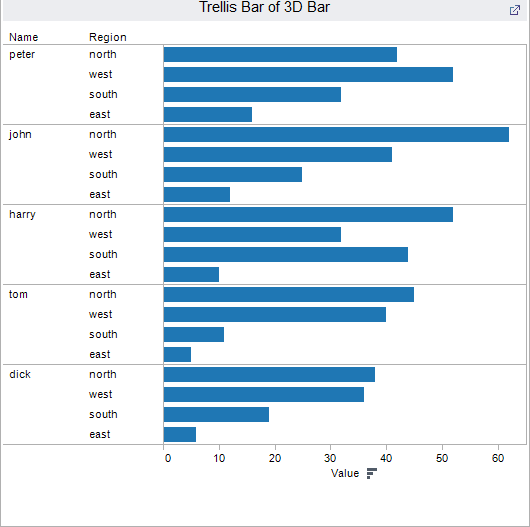 Trellis Bar of 3D Bar
Name Region
peter north
west
south
east
john north
west
south
east
harry north
west
south
east
tom north
west
south
east
dick north
west
south
east
0 10 20 30 40 50 60
Value